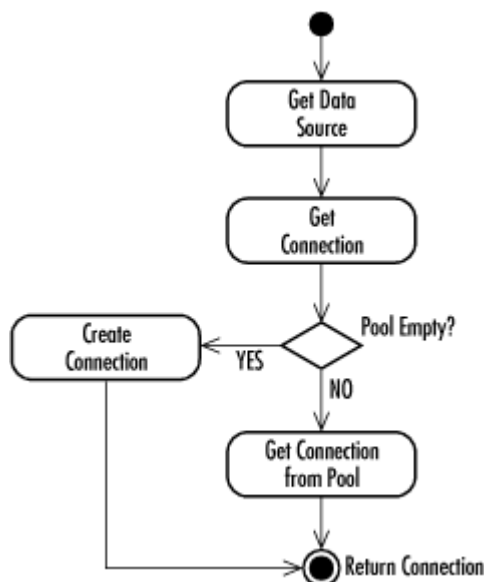 Get Data
Source
Get
Connection
Pool Empty?
Create
Connection
YES
NO
Get Connection
from Pool
Return Connection